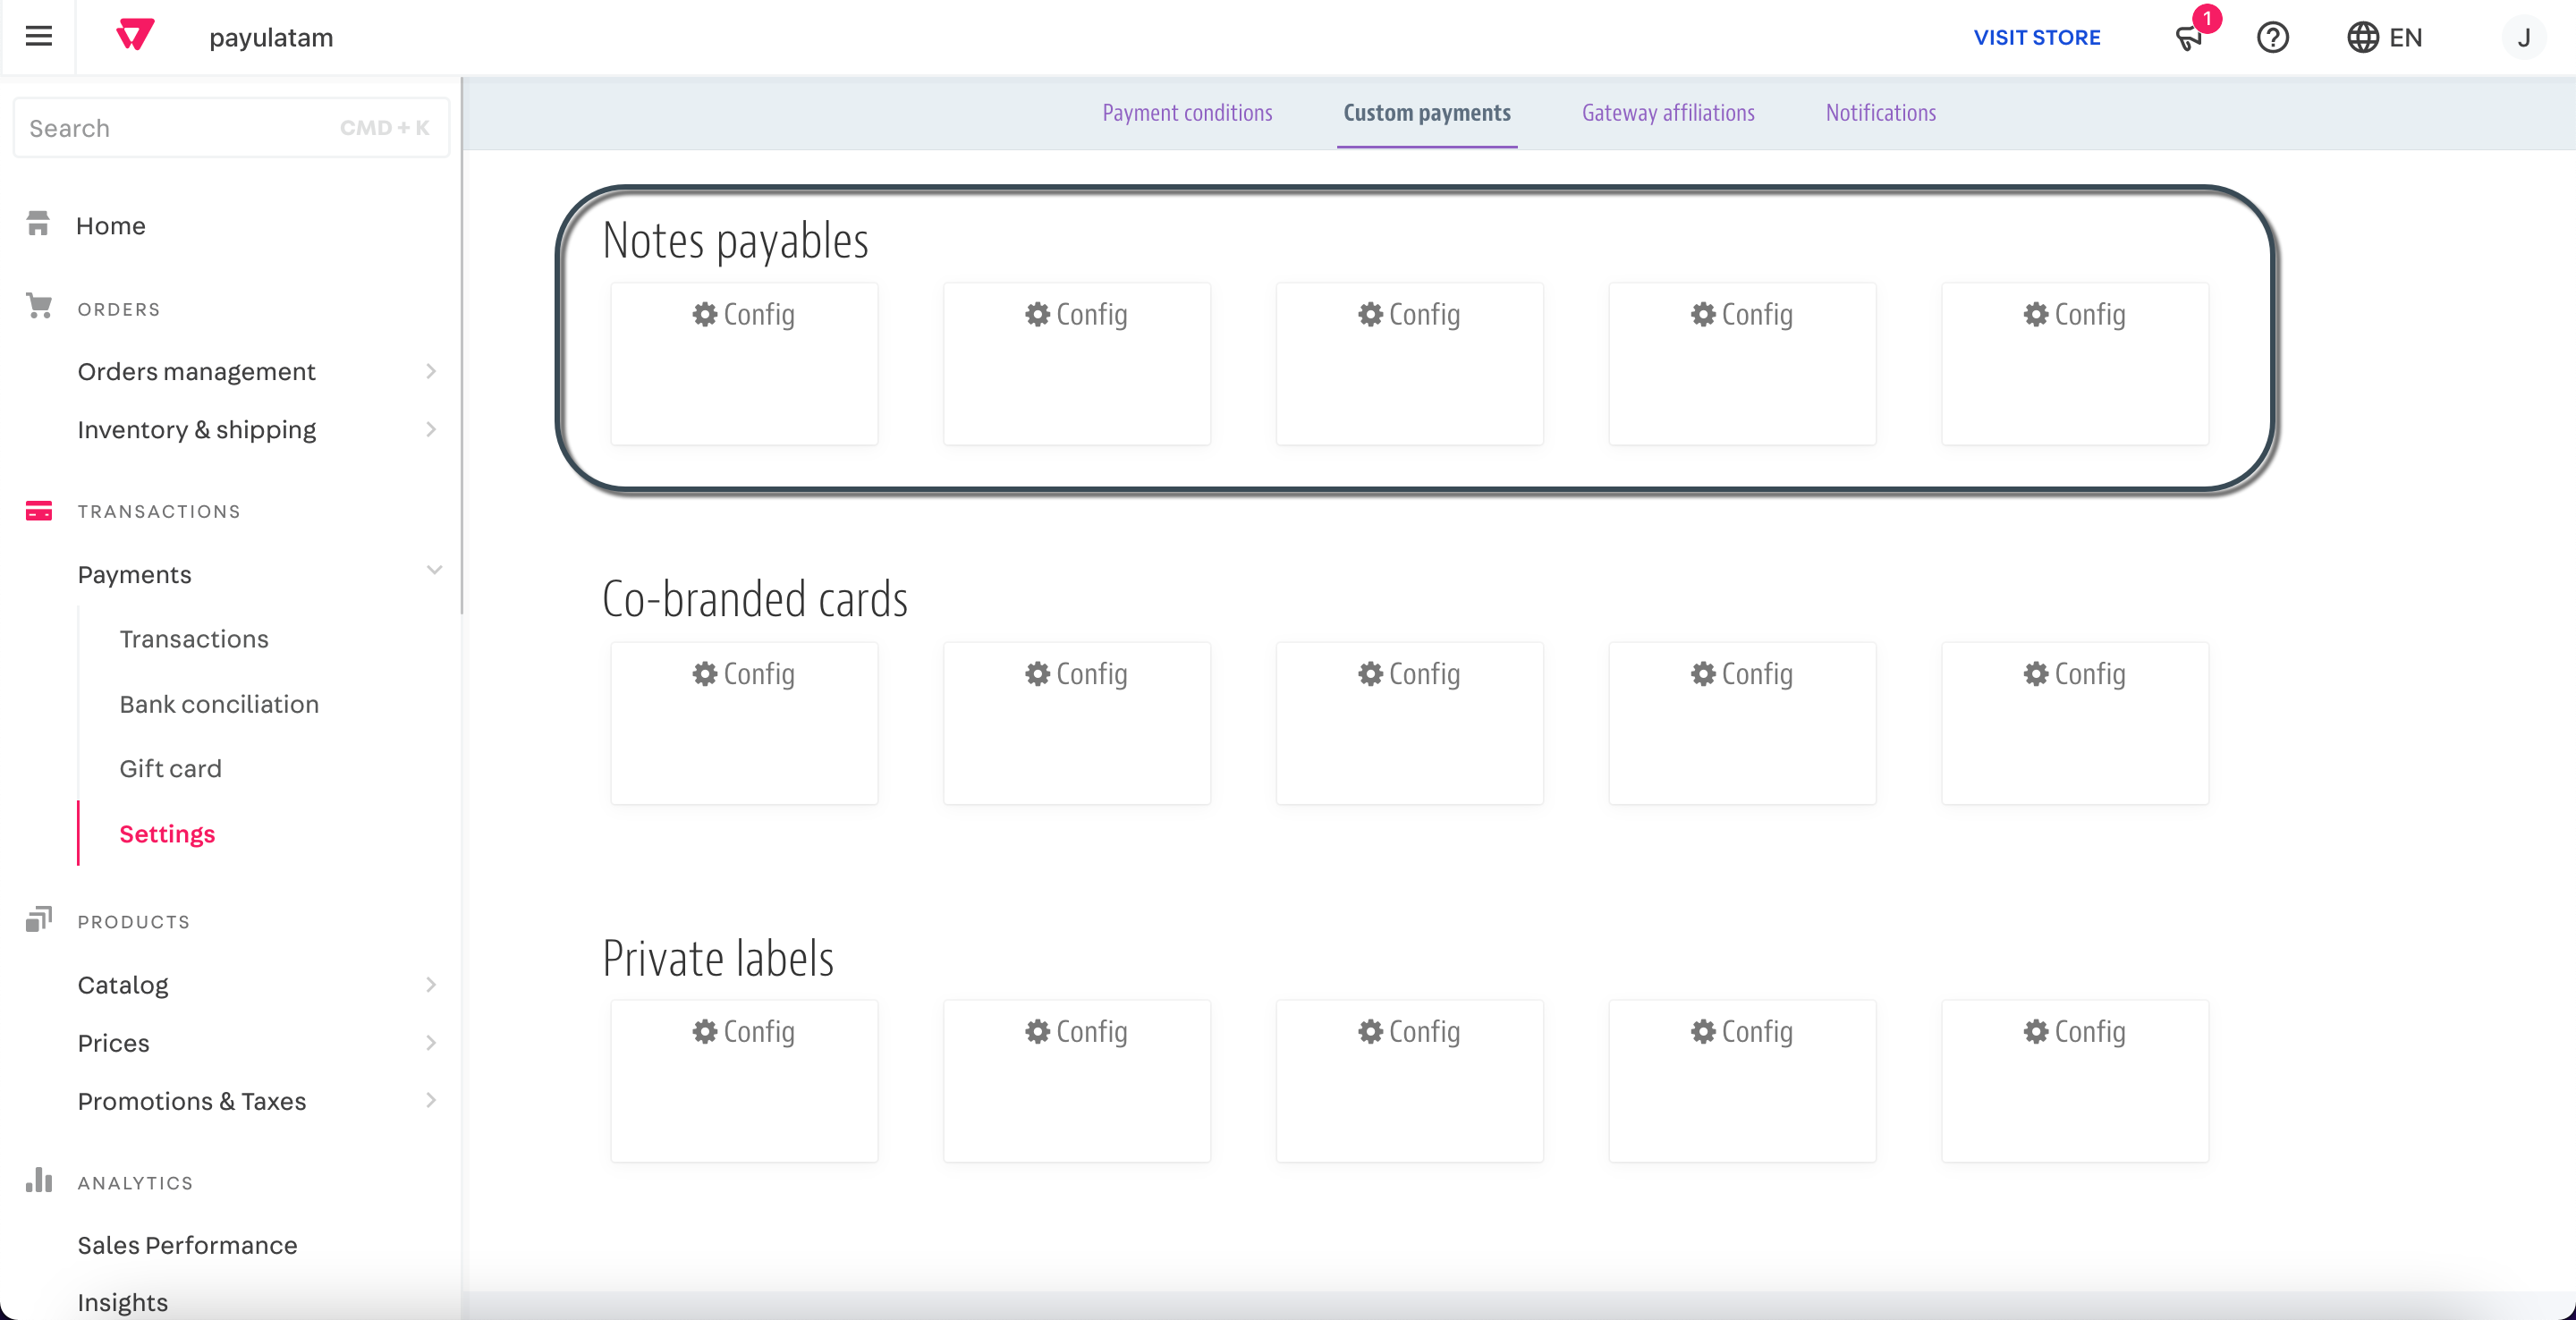 payulatam
VISIT STORE
1
EN
J
Search CMD + K
Home
ORDERS
Orders management
Inventory & shipping
TRANSACTIONS
Payments
Transactions
Bank conciliation
Gift card
Settings
PRODUCTS
Catalog
Prices
Promotions & Taxes
ANALYTICS
Sales Performance
Insights
Payment conditions Custom payments Gateway affiliations Notifications
Notes payables
Config Config Config Config Config
Co-branded cards
Config Config Config Config Config
Private labels
Config Config Config Config Config